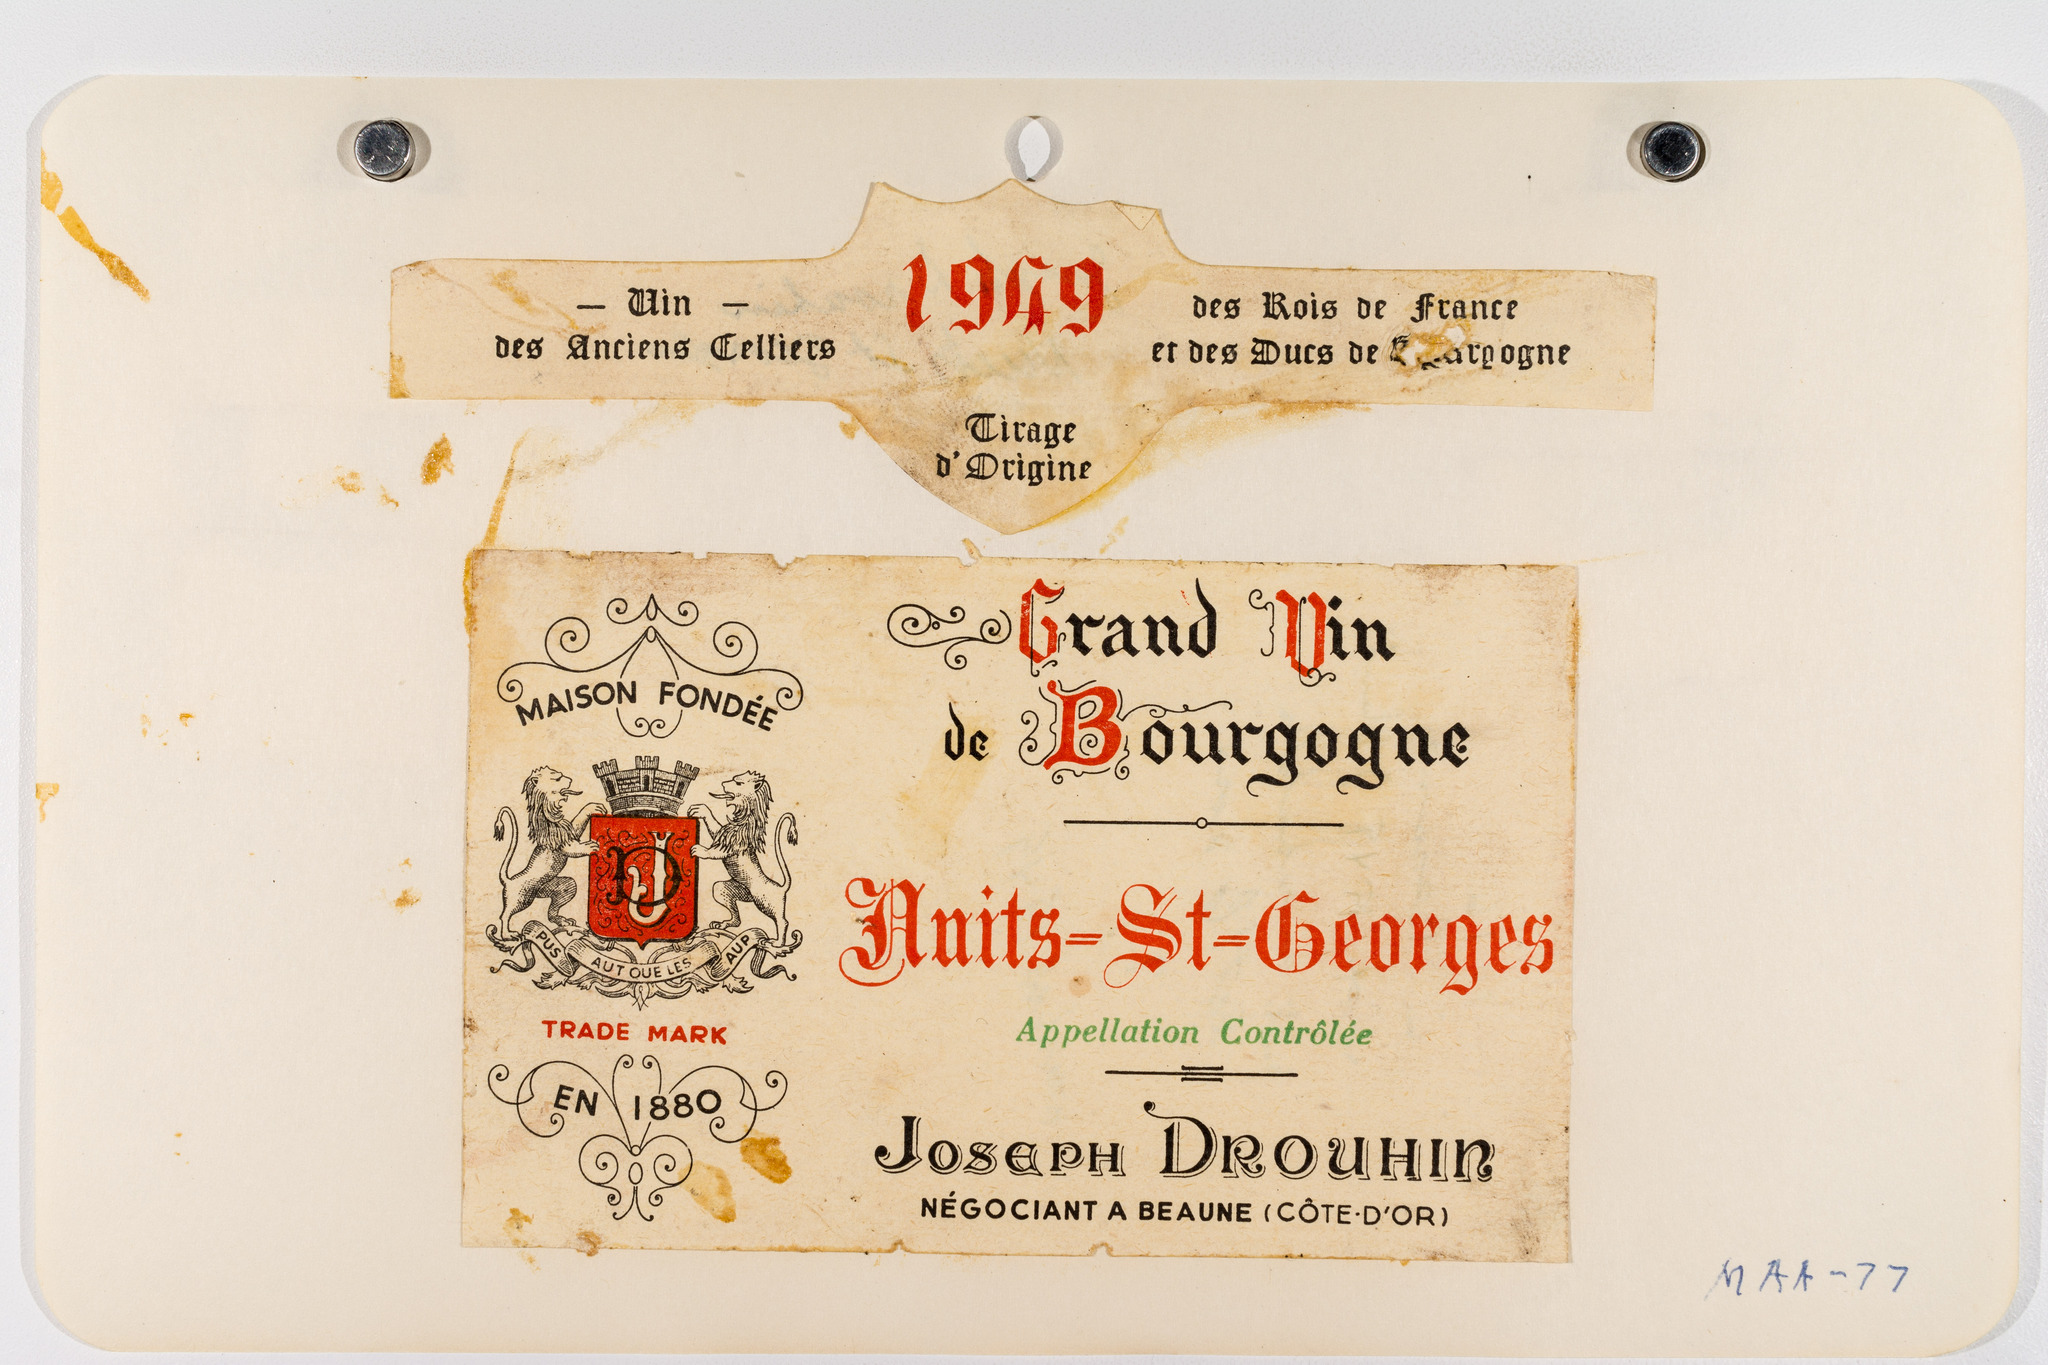 1949
— Vin —
des Anciens Celliers
des Rois de France
et des Ducs de Bourgogne
Tirage
d'Origine
MAISON FONDÉE
JD
PUS AUT QUE LES AUP
TRADE MARK
EN 1880
Grand Vin
de Bourgogne
Nuits=St=Georges
Appellation Contrôlée
JOSEPH DROUHIN
NÉGOCIANT A BEAUNE (CÔTE-D'OR)
MAA-77